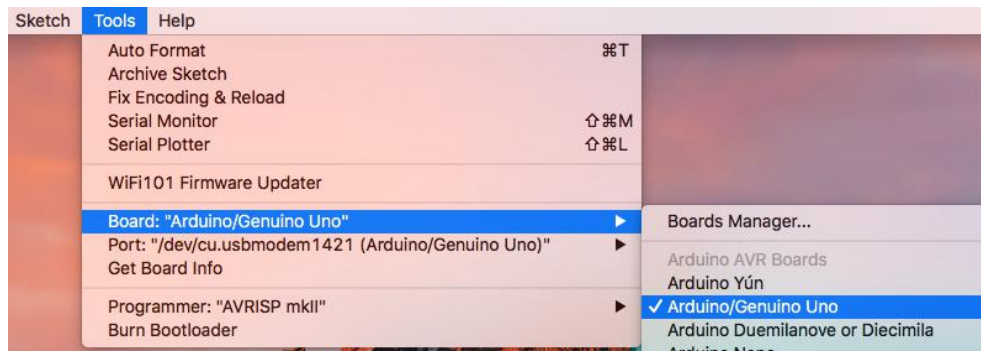 Sketch Tools Help
Auto Format ⌘T
Archive Sketch
Fix Encoding & Reload
Serial Monitor ⇧⌘M
Serial Plotter ⇧⌘L
WiFi101 Firmware Updater
Board: "Arduino/Genuino Uno" ▶
Port: "/dev/cu.usbmodem1421 (Arduino/Genuino Uno)" ▶
Get Board Info
Programmer: "AVRISP mkII" ▶
Burn Bootloader
Boards Manager...
Arduino AVR Boards
Arduino Yún
✓ Arduino/Genuino Uno
Arduino Duemilanove or Diecimila